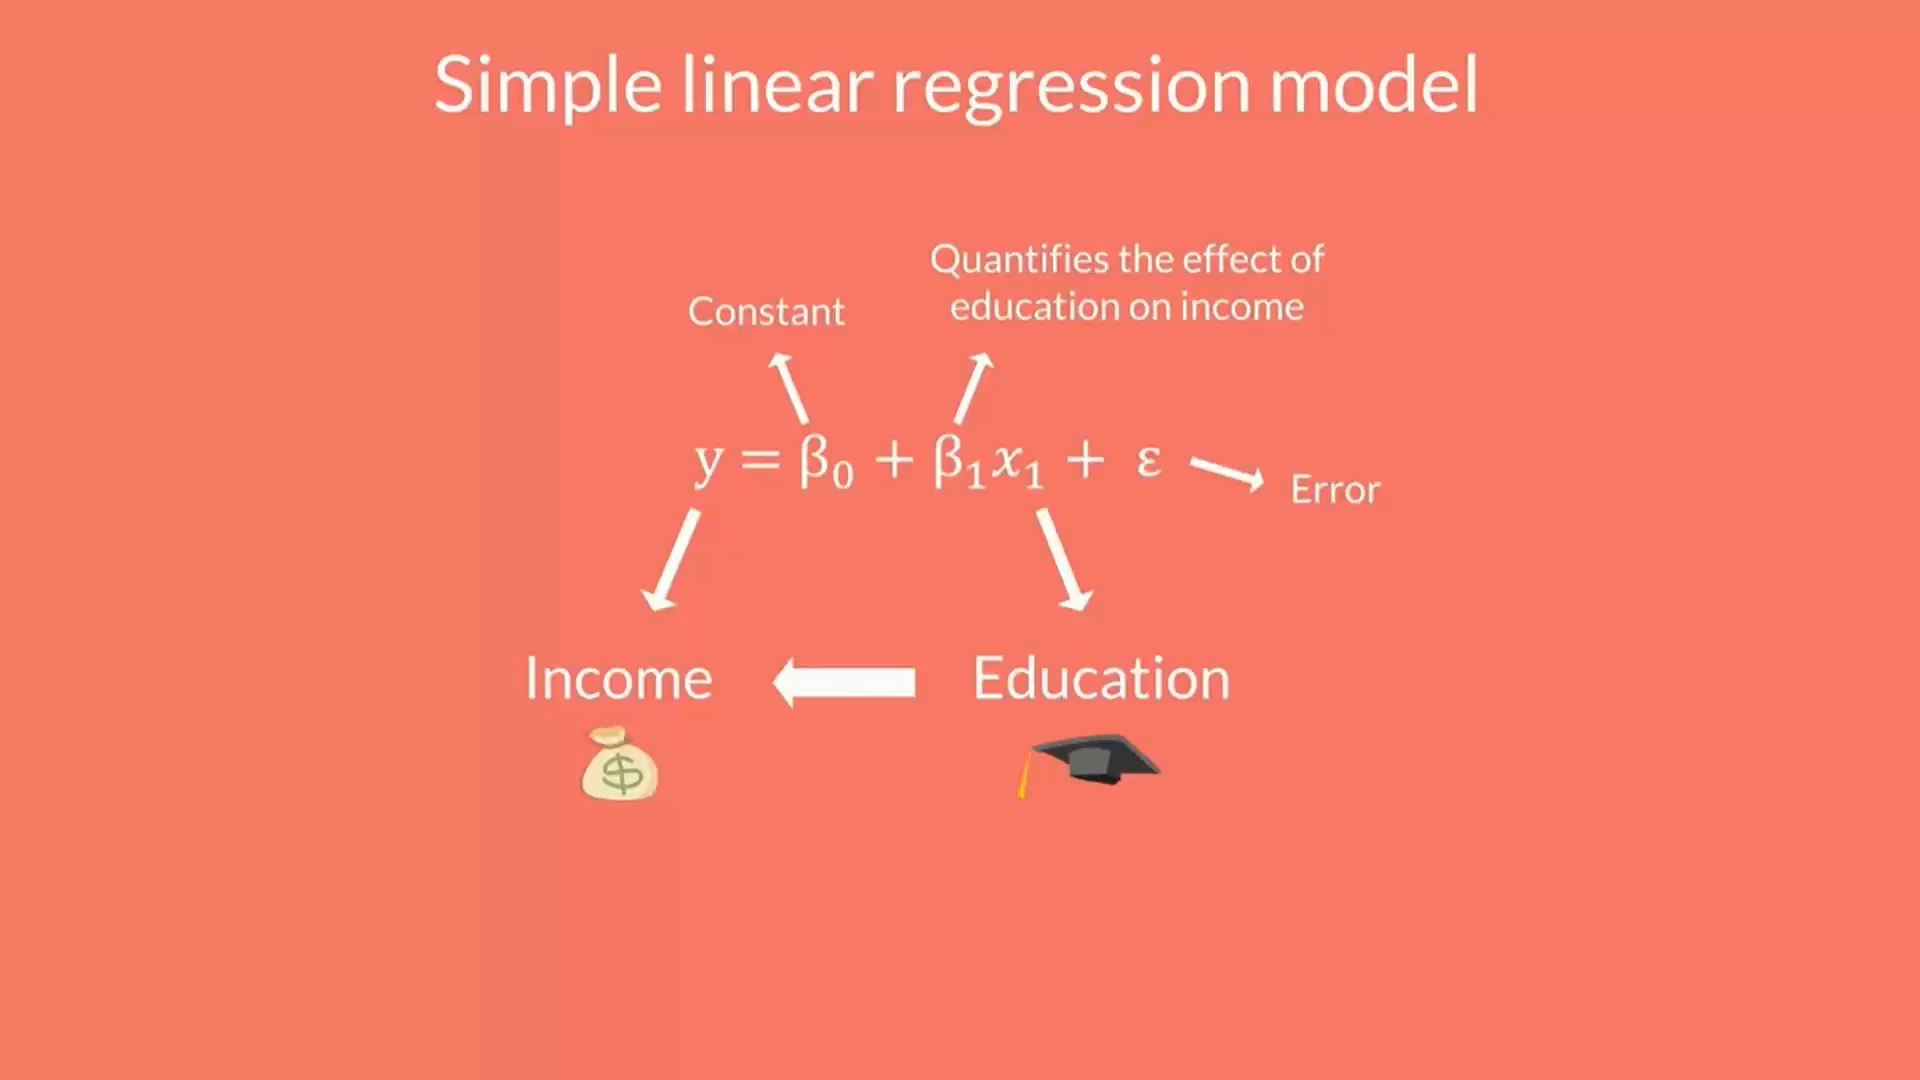 Simple linear regression model
Quantifies the effect of
education on income
Constant
y = β₀ + β₁x₁ + ε
Error
Income
Education
$